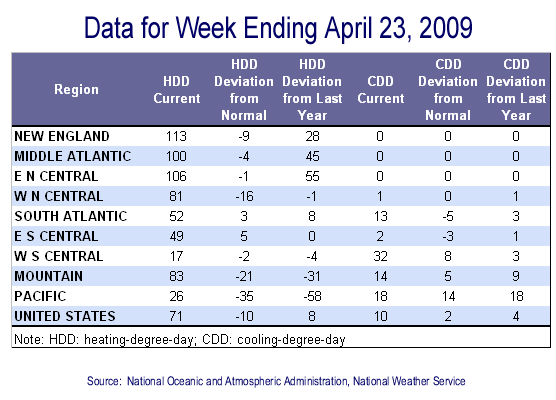 Data for Week Ending April 23, 2009
Region HDD Current HDD Deviation from Normal HDD Deviation from Last Year CDD Current CDD Deviation from Normal CDD Deviation from Last Year
NEW ENGLAND 113 -9 28 0 0 0
MIDDLE ATLANTIC 100 -4 45 0 0 0
E N CENTRAL 106 -1 55 0 0 0
W N CENTRAL 81 -16 -1 1 0 1
SOUTH ATLANTIC 52 3 8 13 -5 3
E S CENTRAL 49 5 0 2 -3 1
W S CENTRAL 17 -2 -4 32 8 3
MOUNTAIN 83 -21 -31 14 5 9
PACIFIC 26 -35 -58 18 14 18
UNITED STATES 71 -10 8 10 2 4
Note: HDD: heating-degree-day; CDD: cooling-degree-day
Source: National Oceanic and Atmospheric Administration, National Weather Service